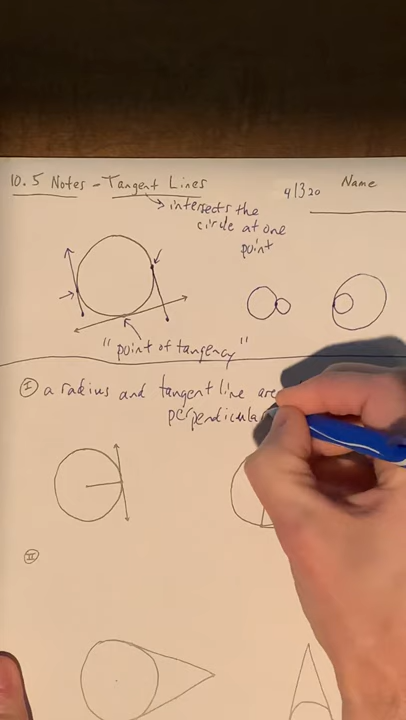 10.5 Notes - Tangent Lines
4/3 20
Name
intersects the
circle at one
point
"point of tangency"
I a radius and tangent line are
perpendicula
II